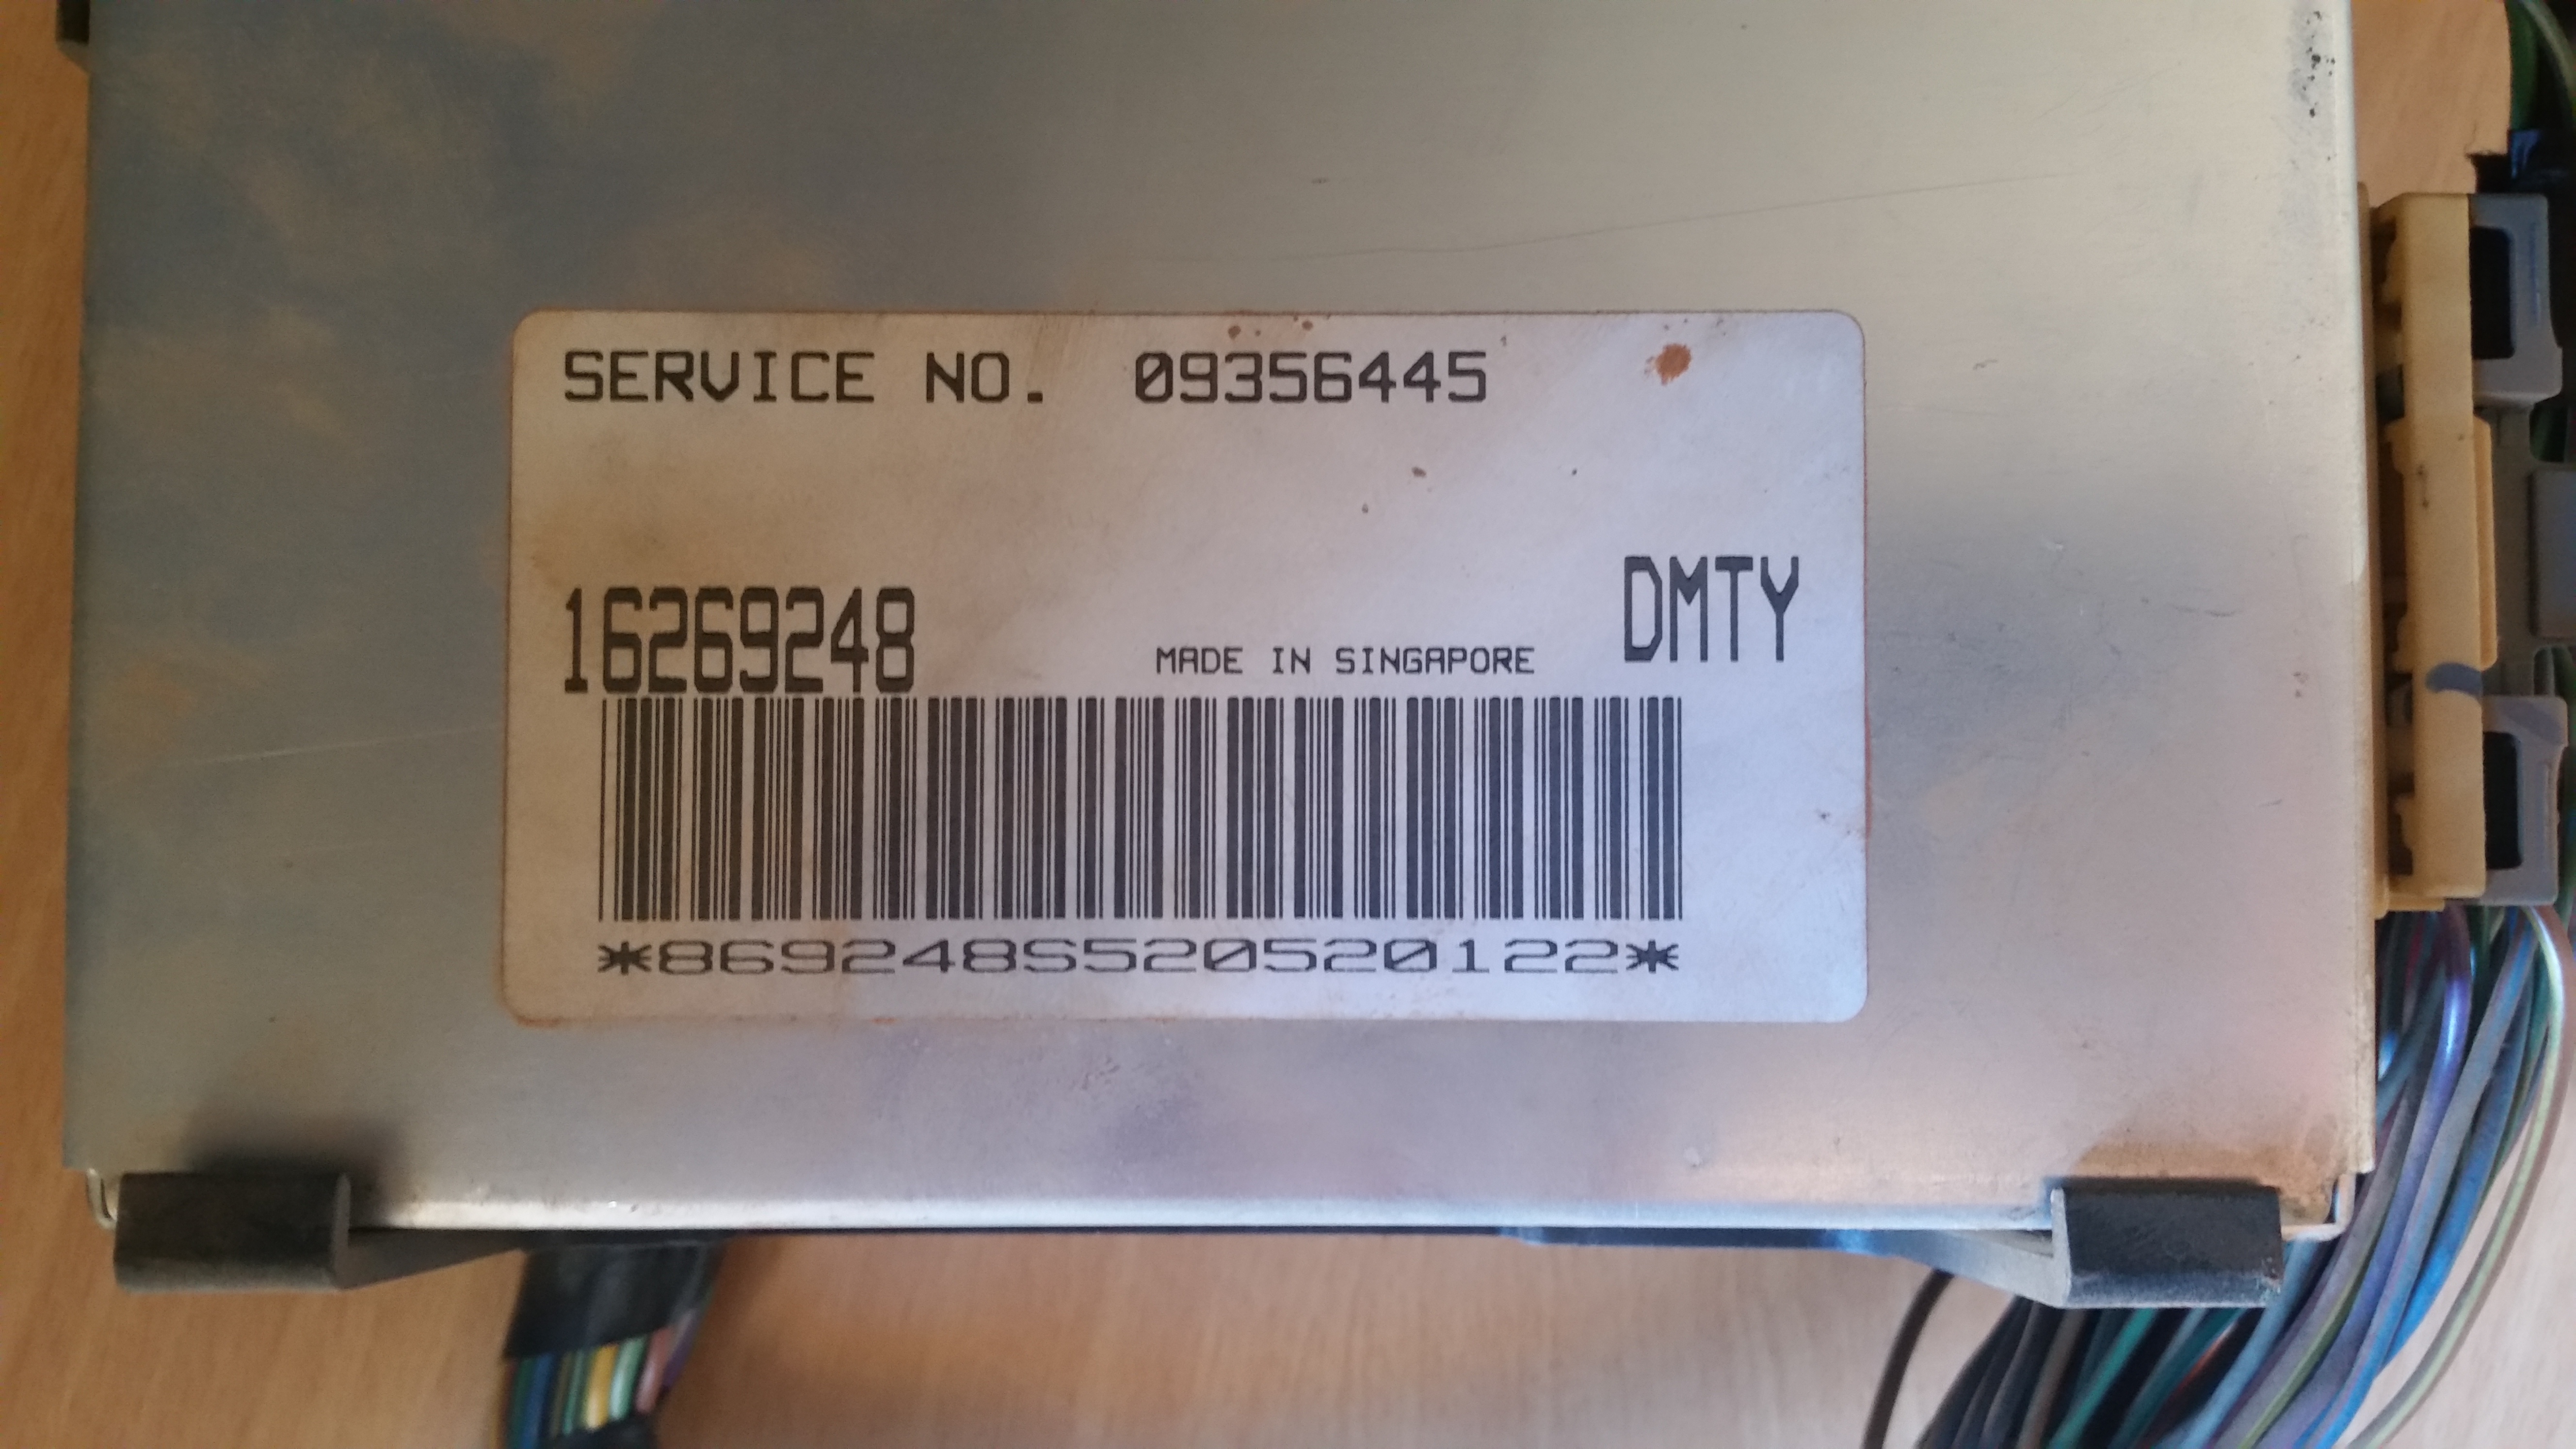 SERVICE NO. 09356445
16269248
MADE IN SINGAPORE
DMTY
*869248S520520122*